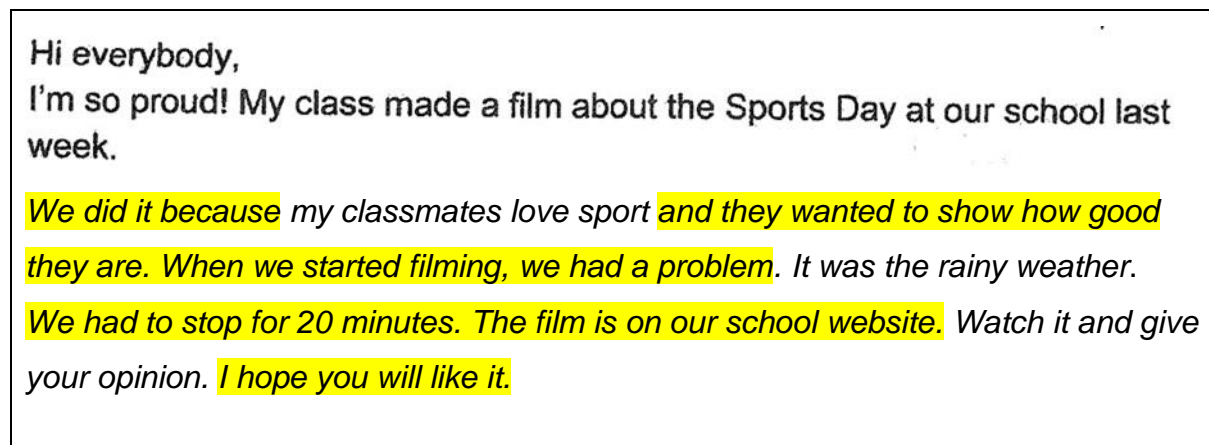 Hi everybody,
I'm so proud! My class made a film about the Sports Day at our school last
week.
We did it because my classmates love sport and they wanted to show how good
they are. When we started filming, we had a problem. It was the rainy weather.
We had to stop for 20 minutes. The film is on our school website. Watch it and give
your opinion. I hope you will like it.